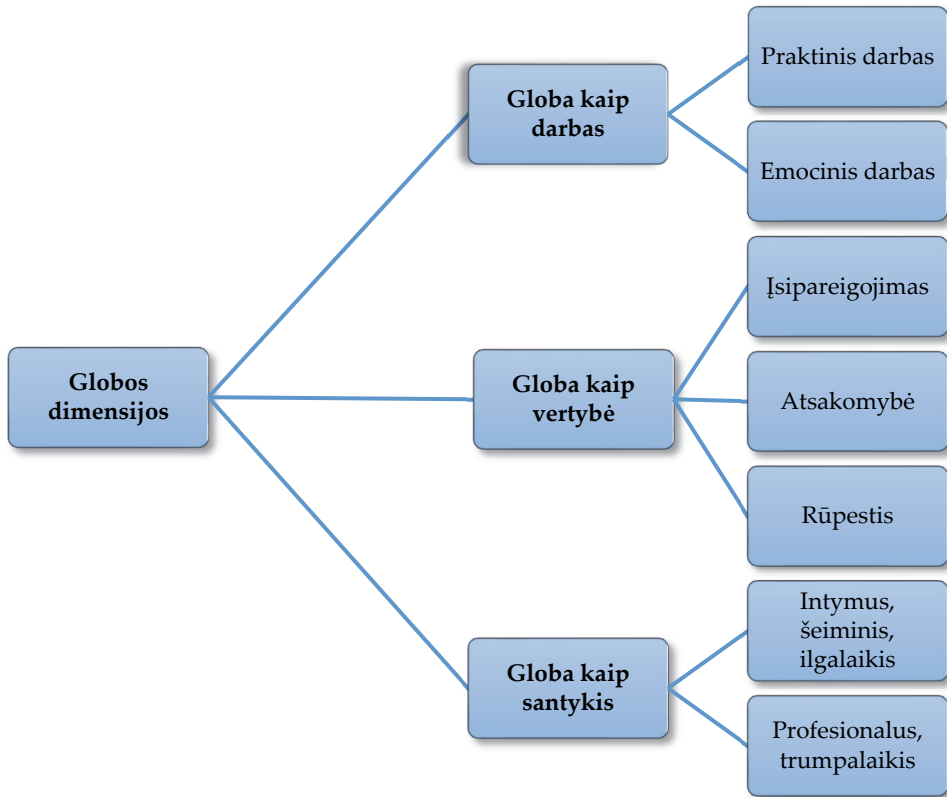 Globos
dimensijos
Globa kaip
darbas
Praktinis darbas
Emocinis darbas
Globa kaip
vertybė
Įsipareigojimas
Atsakomybė
Rūpestis
Globa kaip
santykis
Intymus,
šeiminis,
ilgalaikis
Profesionalus,
trumpalaikis